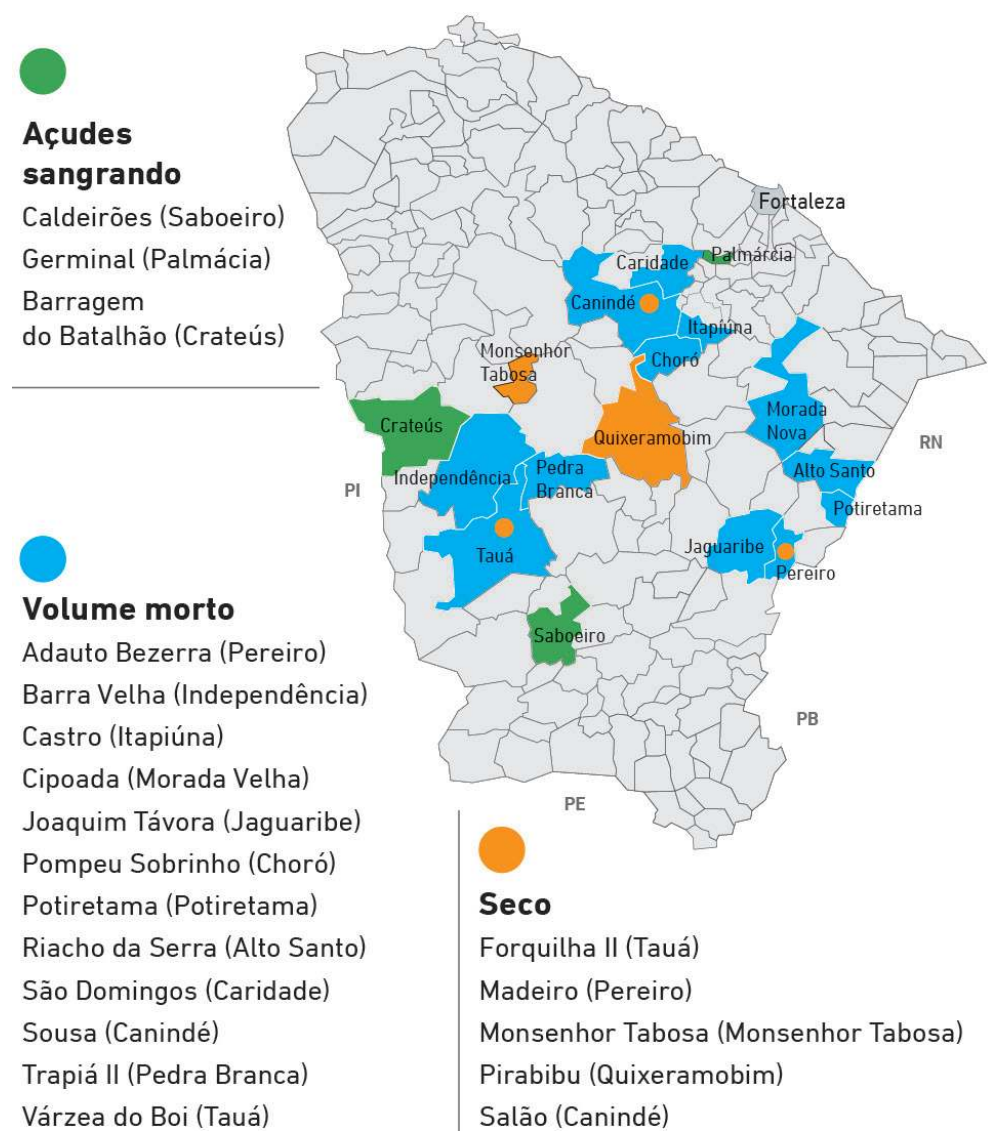 Açudes
sangrando
Caldeirões (Saboeiro)
Germinal (Palmácia)
Barragem
do Batalhão (Crateús)
Fortaleza
Palmárcia
Caridade
Canindé
Itapiúna
Choró
Monsenhor
Tabosa
Quixeramobim
Crateús
Morada
Nova
RN
Independência
Pedra
Branca
Alto Santo
PI
Potiretama
Tauá
Jaguaribe
Pereiro
Saboeiro
PB
PE
Volume morto
Adauto Bezerra (Pereiro)
Barra Velha (Independência)
Castro (Itapiúna)
Cipoada (Morada Velha)
Joaquim Távora (Jaguaribe)
Pompeu Sobrinho (Choró)
Potiretama (Potiretama)
Riacho da Serra (Alto Santo)
São Domingos (Caridade)
Sousa (Canindé)
Trapiá II (Pedra Branca)
Várzea do Boi (Tauá)
Seco
Forquilha II (Tauá)
Madeiro (Pereiro)
Monsenhor Tabosa (Monsenhor Tabosa)
Pirabibu (Quixeramobim)
Salão (Canindé)